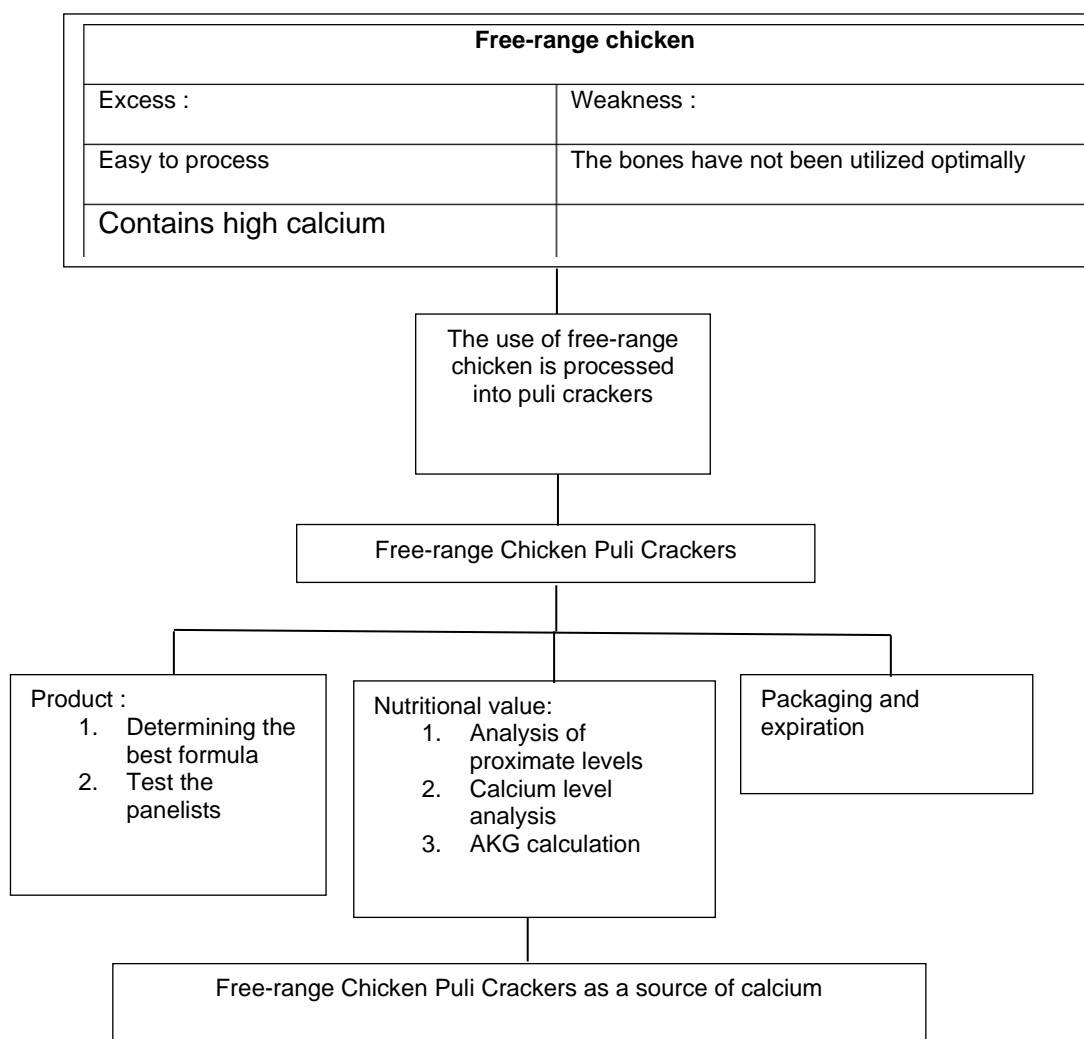 Free-range chicken
Excess :
Weakness :
Easy to process
The bones have not been utilized optimally
Contains high calcium
The use of free-range
chicken is processed
into puli crackers
Free-range Chicken Puli Crackers
Product :
1. Determining the
best formula
2. Test the
panelists
Nutritional value:
1. Analysis of
proximate levels
2. Calcium level
analysis
3. AKG calculation
Packaging and
expiration
Free-range Chicken Puli Crackers as a source of calcium